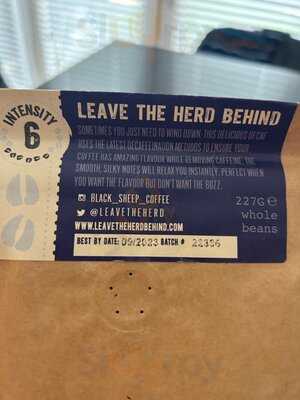 INTENSITY
6
LEAVE THE HERD BEHIND
SOMETIMES YOU JUST NEED TO WIND DOWN. THIS DELICIOUS DECAF
USES THE LATEST DECAFFEINATION METHODS TO ENSURE YOUR
COFFEE HAS AMAZING FLAVOUR WHILE REMOVING CAFFEINE. THE
SMOOTH, SILKY NOTES WILL RELAX YOU INSTANTLY. PERFECT WHEN
YOU WANT THE FLAVOUR BUT DON'T WANT THE BUZZ.
BLACK_SHEEP_COFFEE
@LEAVETHEHERD
WWW.LEAVETHEHERDBEHIND.COM
227G e
whole
beans
BEST BY DATE: 09/2023 BATCH # 22336